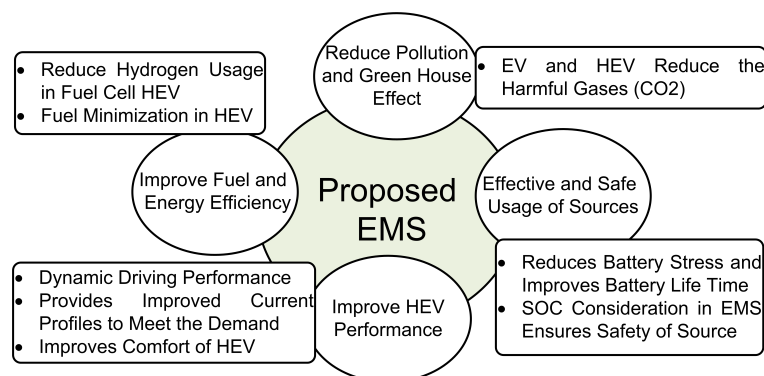 Reduce Pollution
and Green House
Effect
• EV and HEV Reduce the
Harmful Gases (CO2)
• Reduce Hydrogen Usage
in Fuel Cell HEV
• Fuel Minimization in HEV
Improve Fuel and
Energy Efficiency
Proposed
EMS
Effective and Safe
Usage of Sources
• Dynamic Driving Performance
• Provides Improved Current
Profiles to Meet the Demand
• Improves Comfort of HEV
Improve HEV
Performance
• Reduces Battery Stress and
Improves Battery Life Time
• SOC Consideration in EMS
Ensures Safety of Source